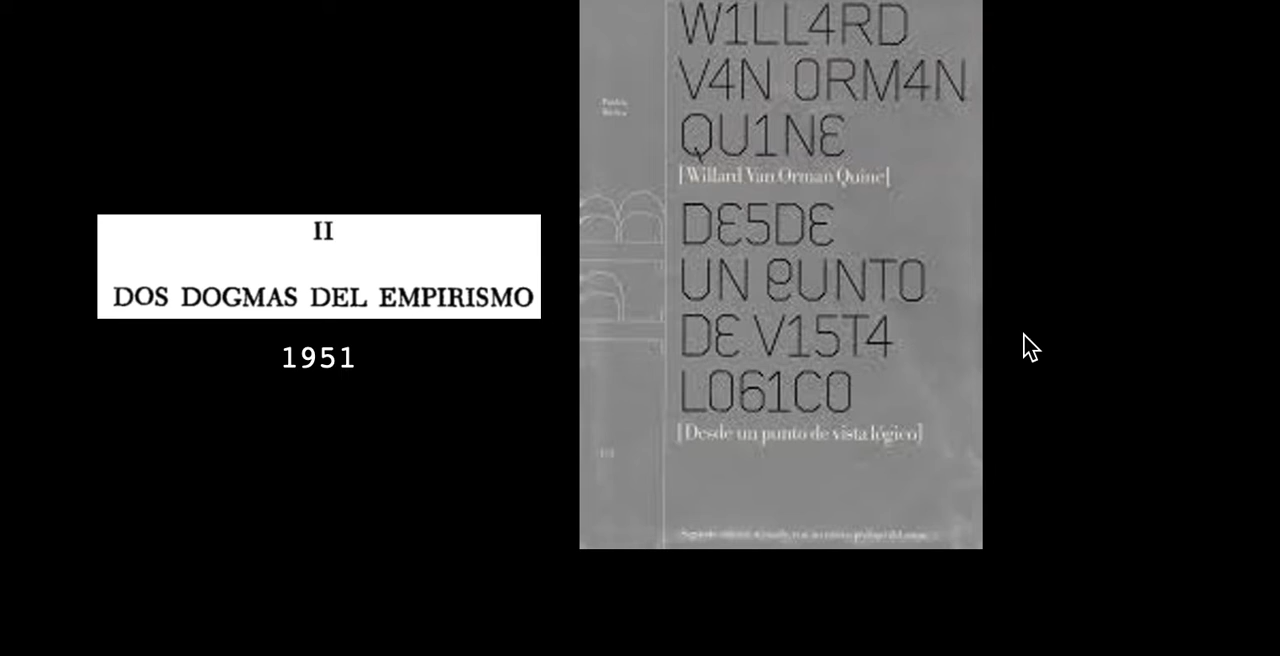 II
DOS DOGMAS DEL EMPIRISMO
1951
W1LL4RD
V4N ORM4N
QU1NE
[Willard Van Orman Quine]
DE5DE
UN PUNTO
DE V15T4
LO61CO
[Desde un punto de vista lógico]